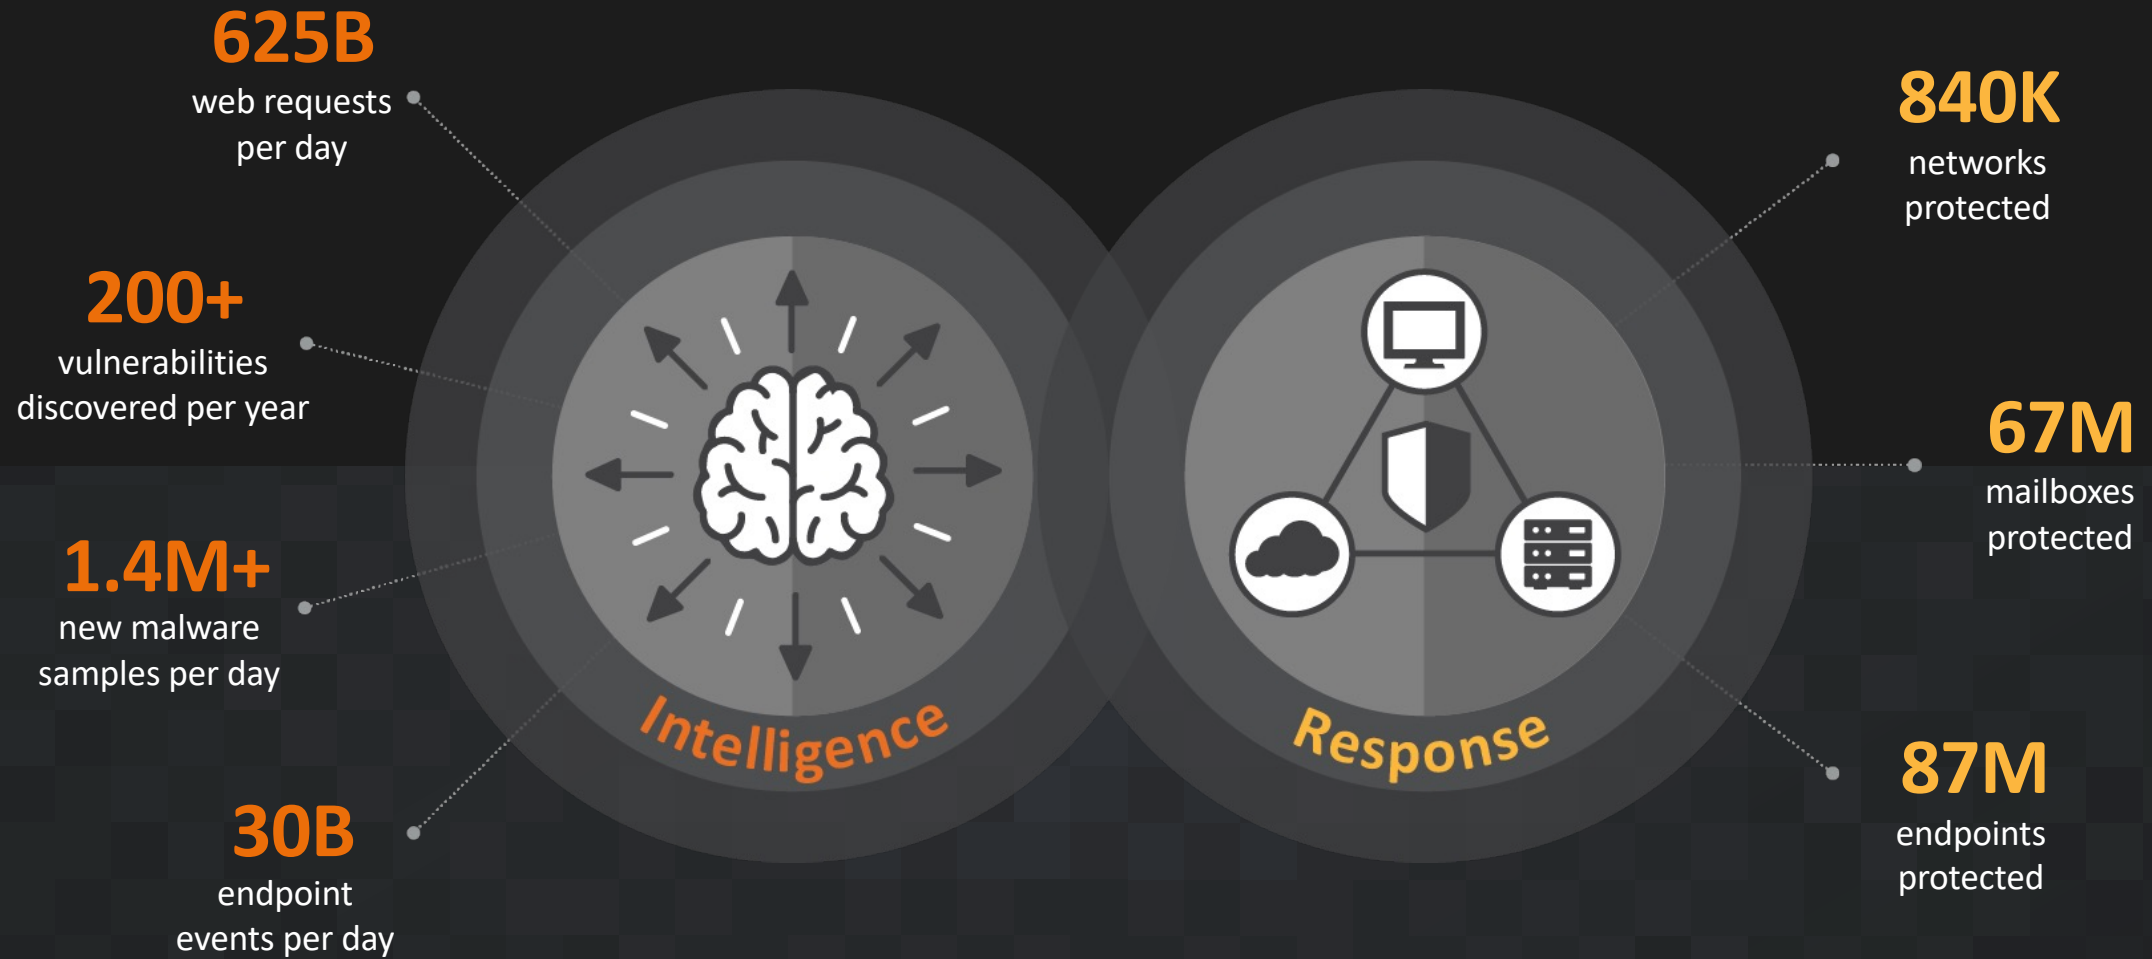 625B
web requests
per day
200+
vulnerabilities
discovered per year
1.4M+
new malware
samples per day
30B
endpoint
events per day
Intelligence
Response
840K
networks
protected
67M
mailboxes
protected
87M
endpoints
protected